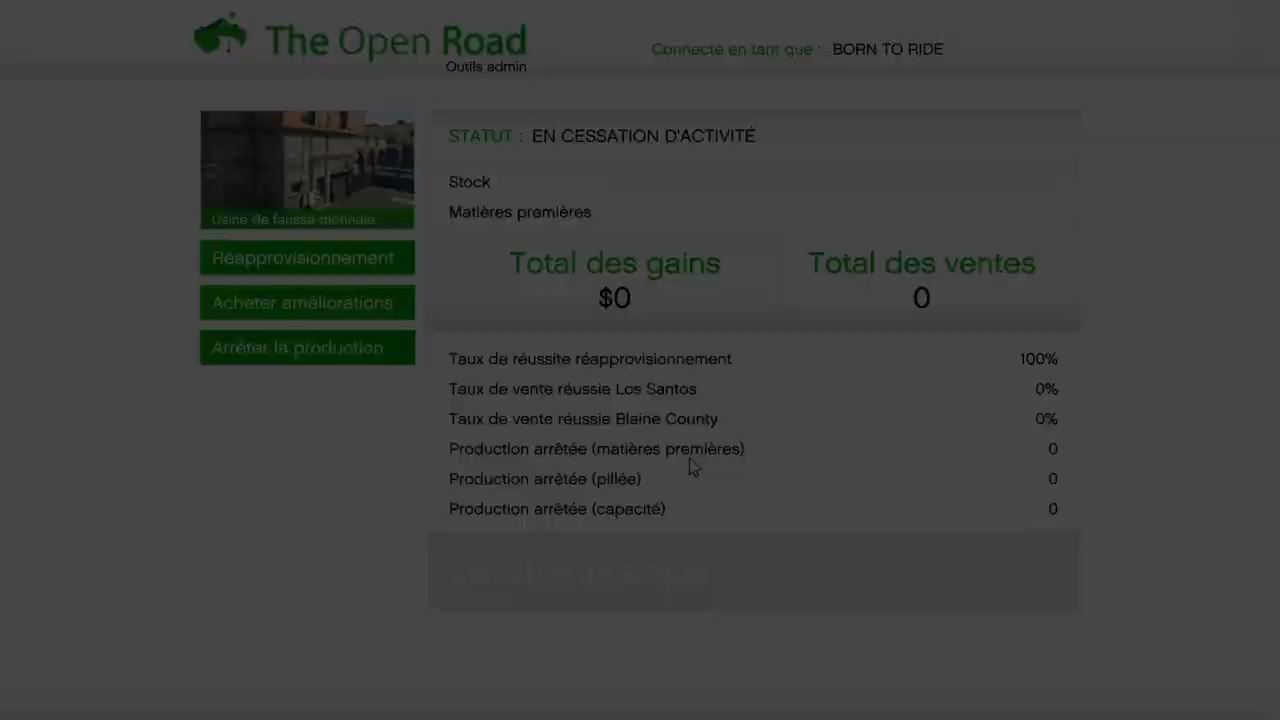 The Open Road
Outils admin
Connecté en tant que : BORN TO RIDE
Usine de fausse monnaie
Réapprovisionnement
Acheter améliorations
Arrêter la production
STATUT : EN CESSATION D'ACTIVITÉ
Stock
Matières premières
Total des gains
$0
Total des ventes
0
Taux de réussite réapprovisionnement 100%
Taux de vente réussie Los Santos 0%
Taux de vente réussie Blaine County 0%
Production arrêtée (matières premières) 0
Production arrêtée (pillée) 0
Production arrêtée (capacité) 0